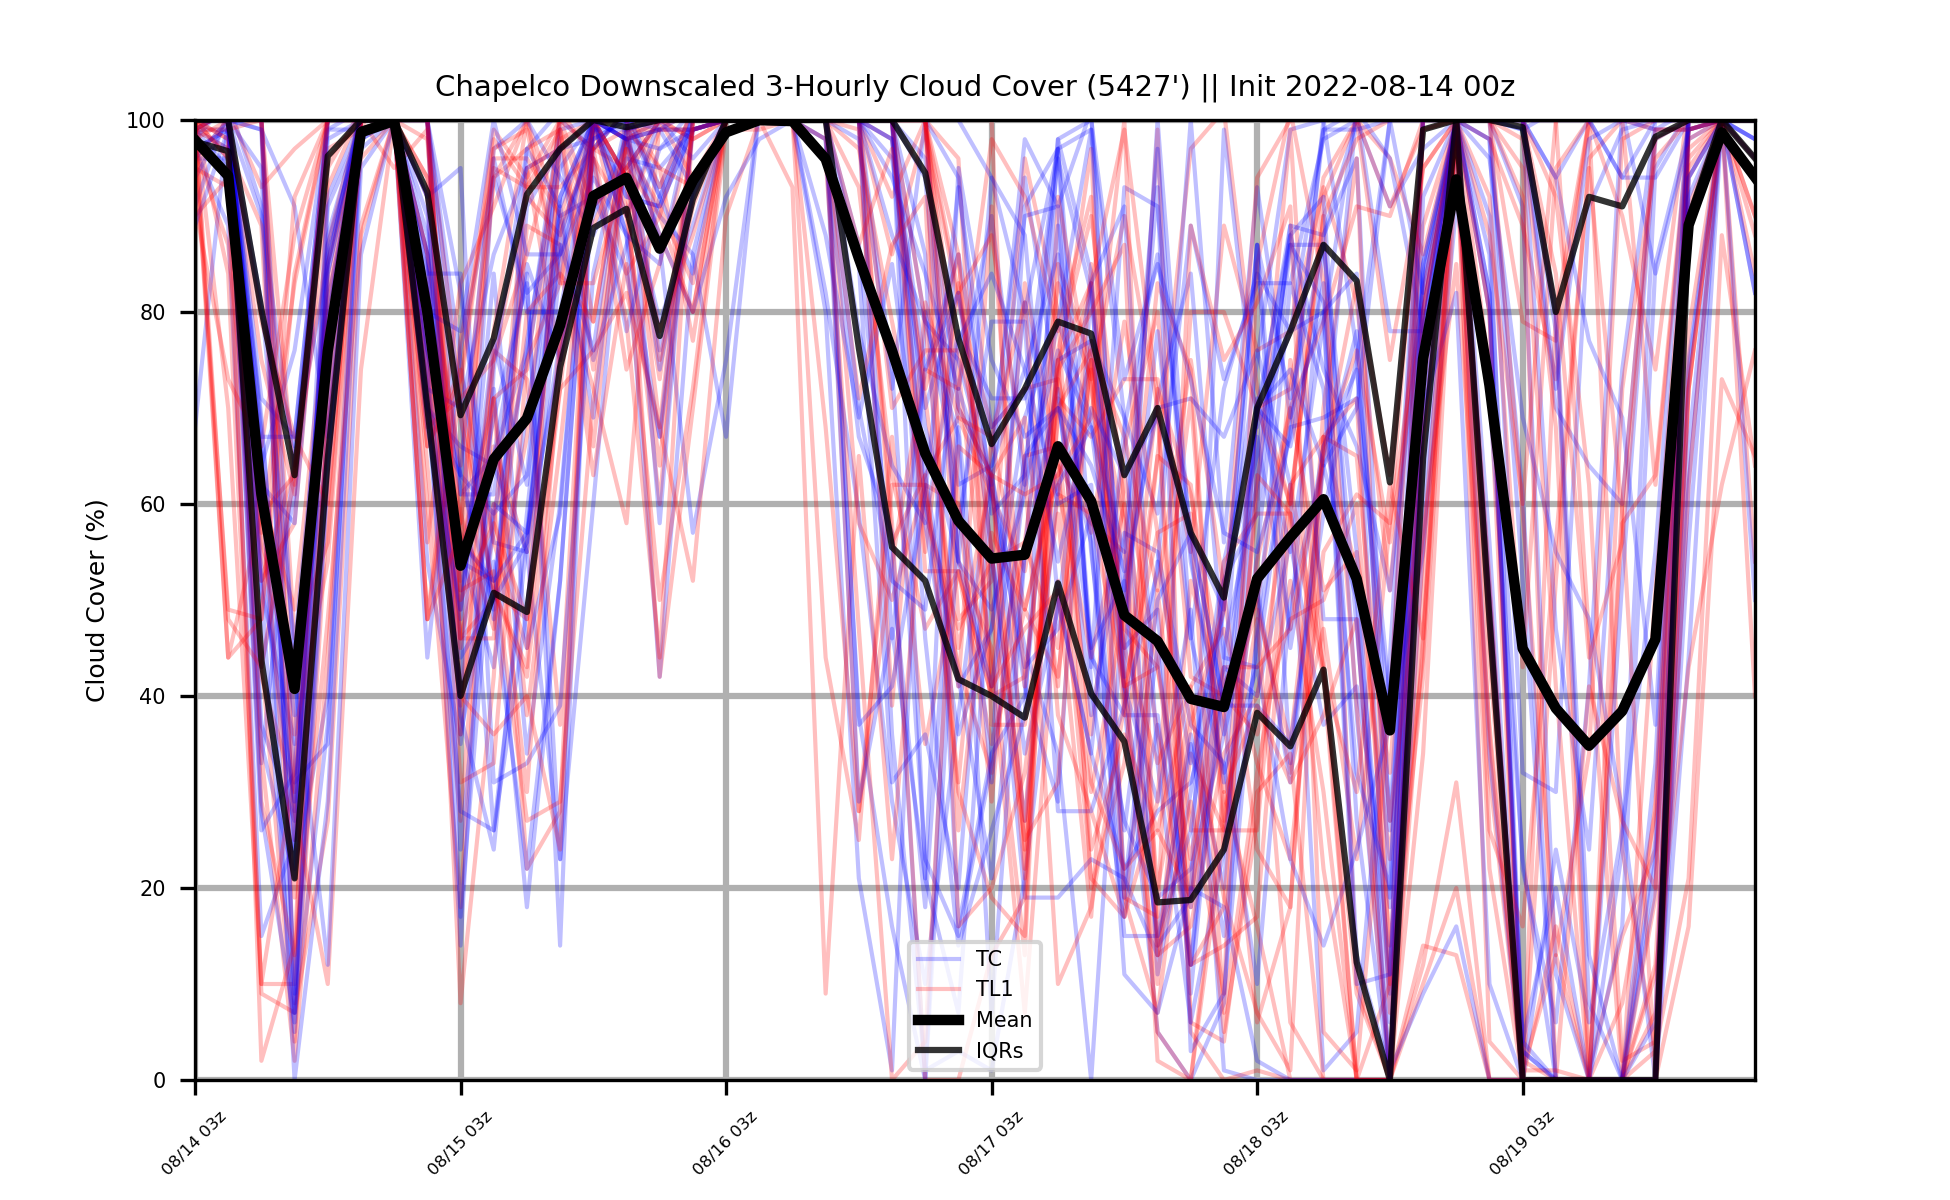 Chapelco Downscaled 3-Hourly Cloud Cover (5427') || Init 2022-08-14 00z
100
80
60
40
20
0
Cloud Cover (%)
TC
TL1
Mean
IQRs
08/14 03z
08/15 03z
08/16 03z
08/17 03z
08/18 03z
08/19 03z